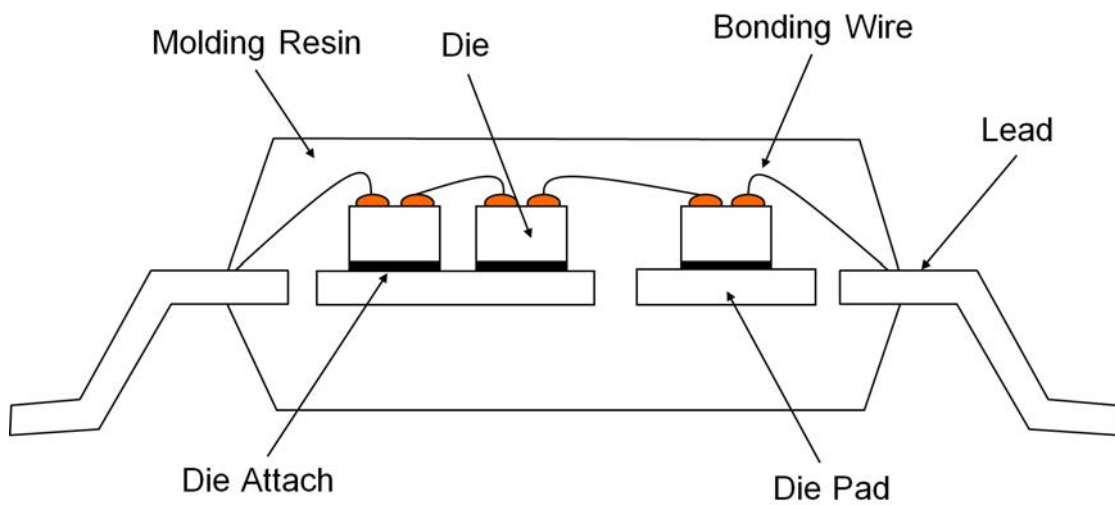 Molding Resin
Die
Bonding Wire
Lead
Die Attach
Die Pad